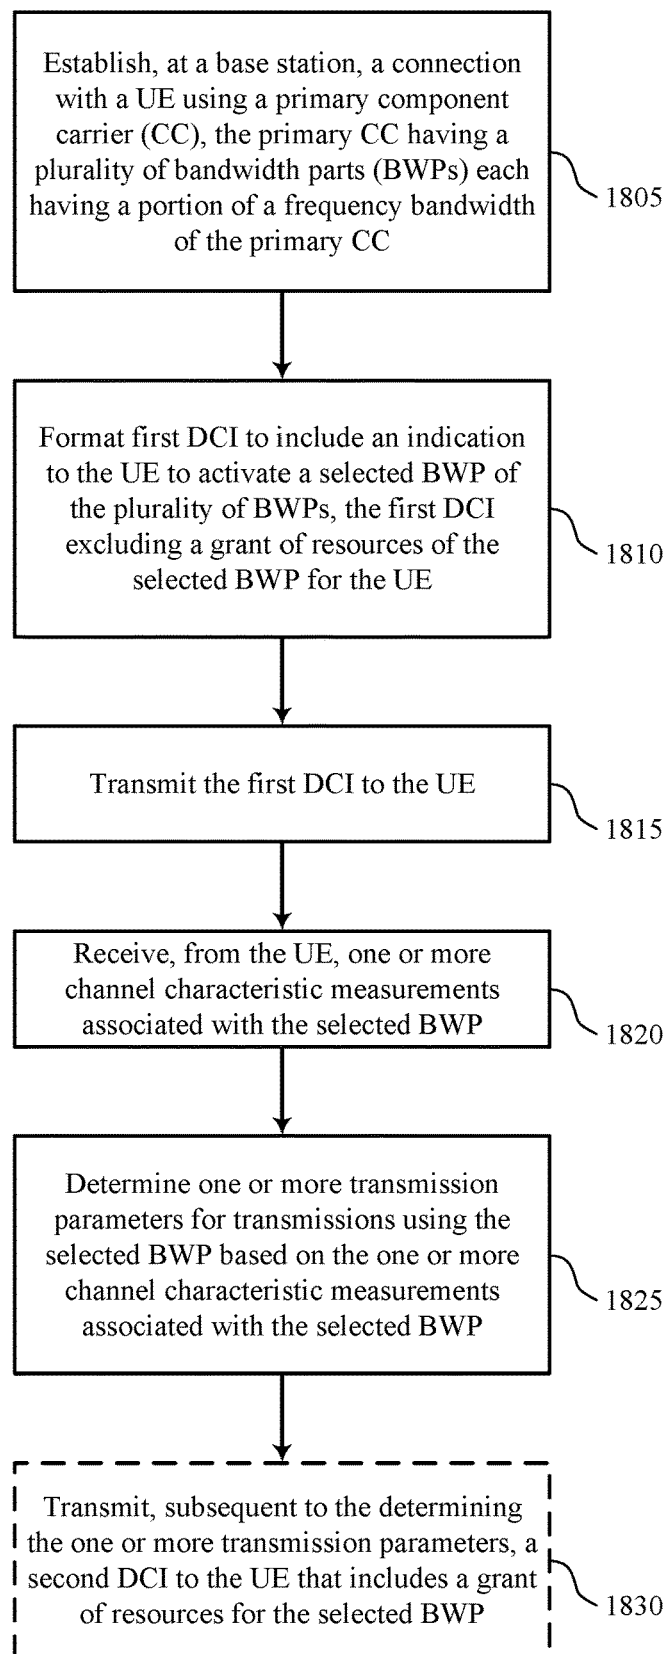 Establish, at a base station, a connection
with a UE using a primary component
carrier (CC), the primary CC having a
plurality of bandwidth parts (BWPs) each
having a portion of a frequency bandwidth
of the primary CC
1805
Format first DCI to include an indication
to the UE to activate a selected BWP of
the plurality of BWPs, the first DCI
excluding a grant of resources of the
selected BWP for the UE
1810
Transmit the first DCI to the UE
1815
Receive, from the UE, one or more
channel characteristic measurements
associated with the selected BWP
1820
Determine one or more transmission
parameters for transmissions using the
selected BWP based on the one or more
channel characteristic measurements
associated with the selected BWP
1825
Transmit, subsequent to the determining
the one or more transmission parameters, a
second DCI to the UE that includes a grant
of resources for the selected BWP
1830